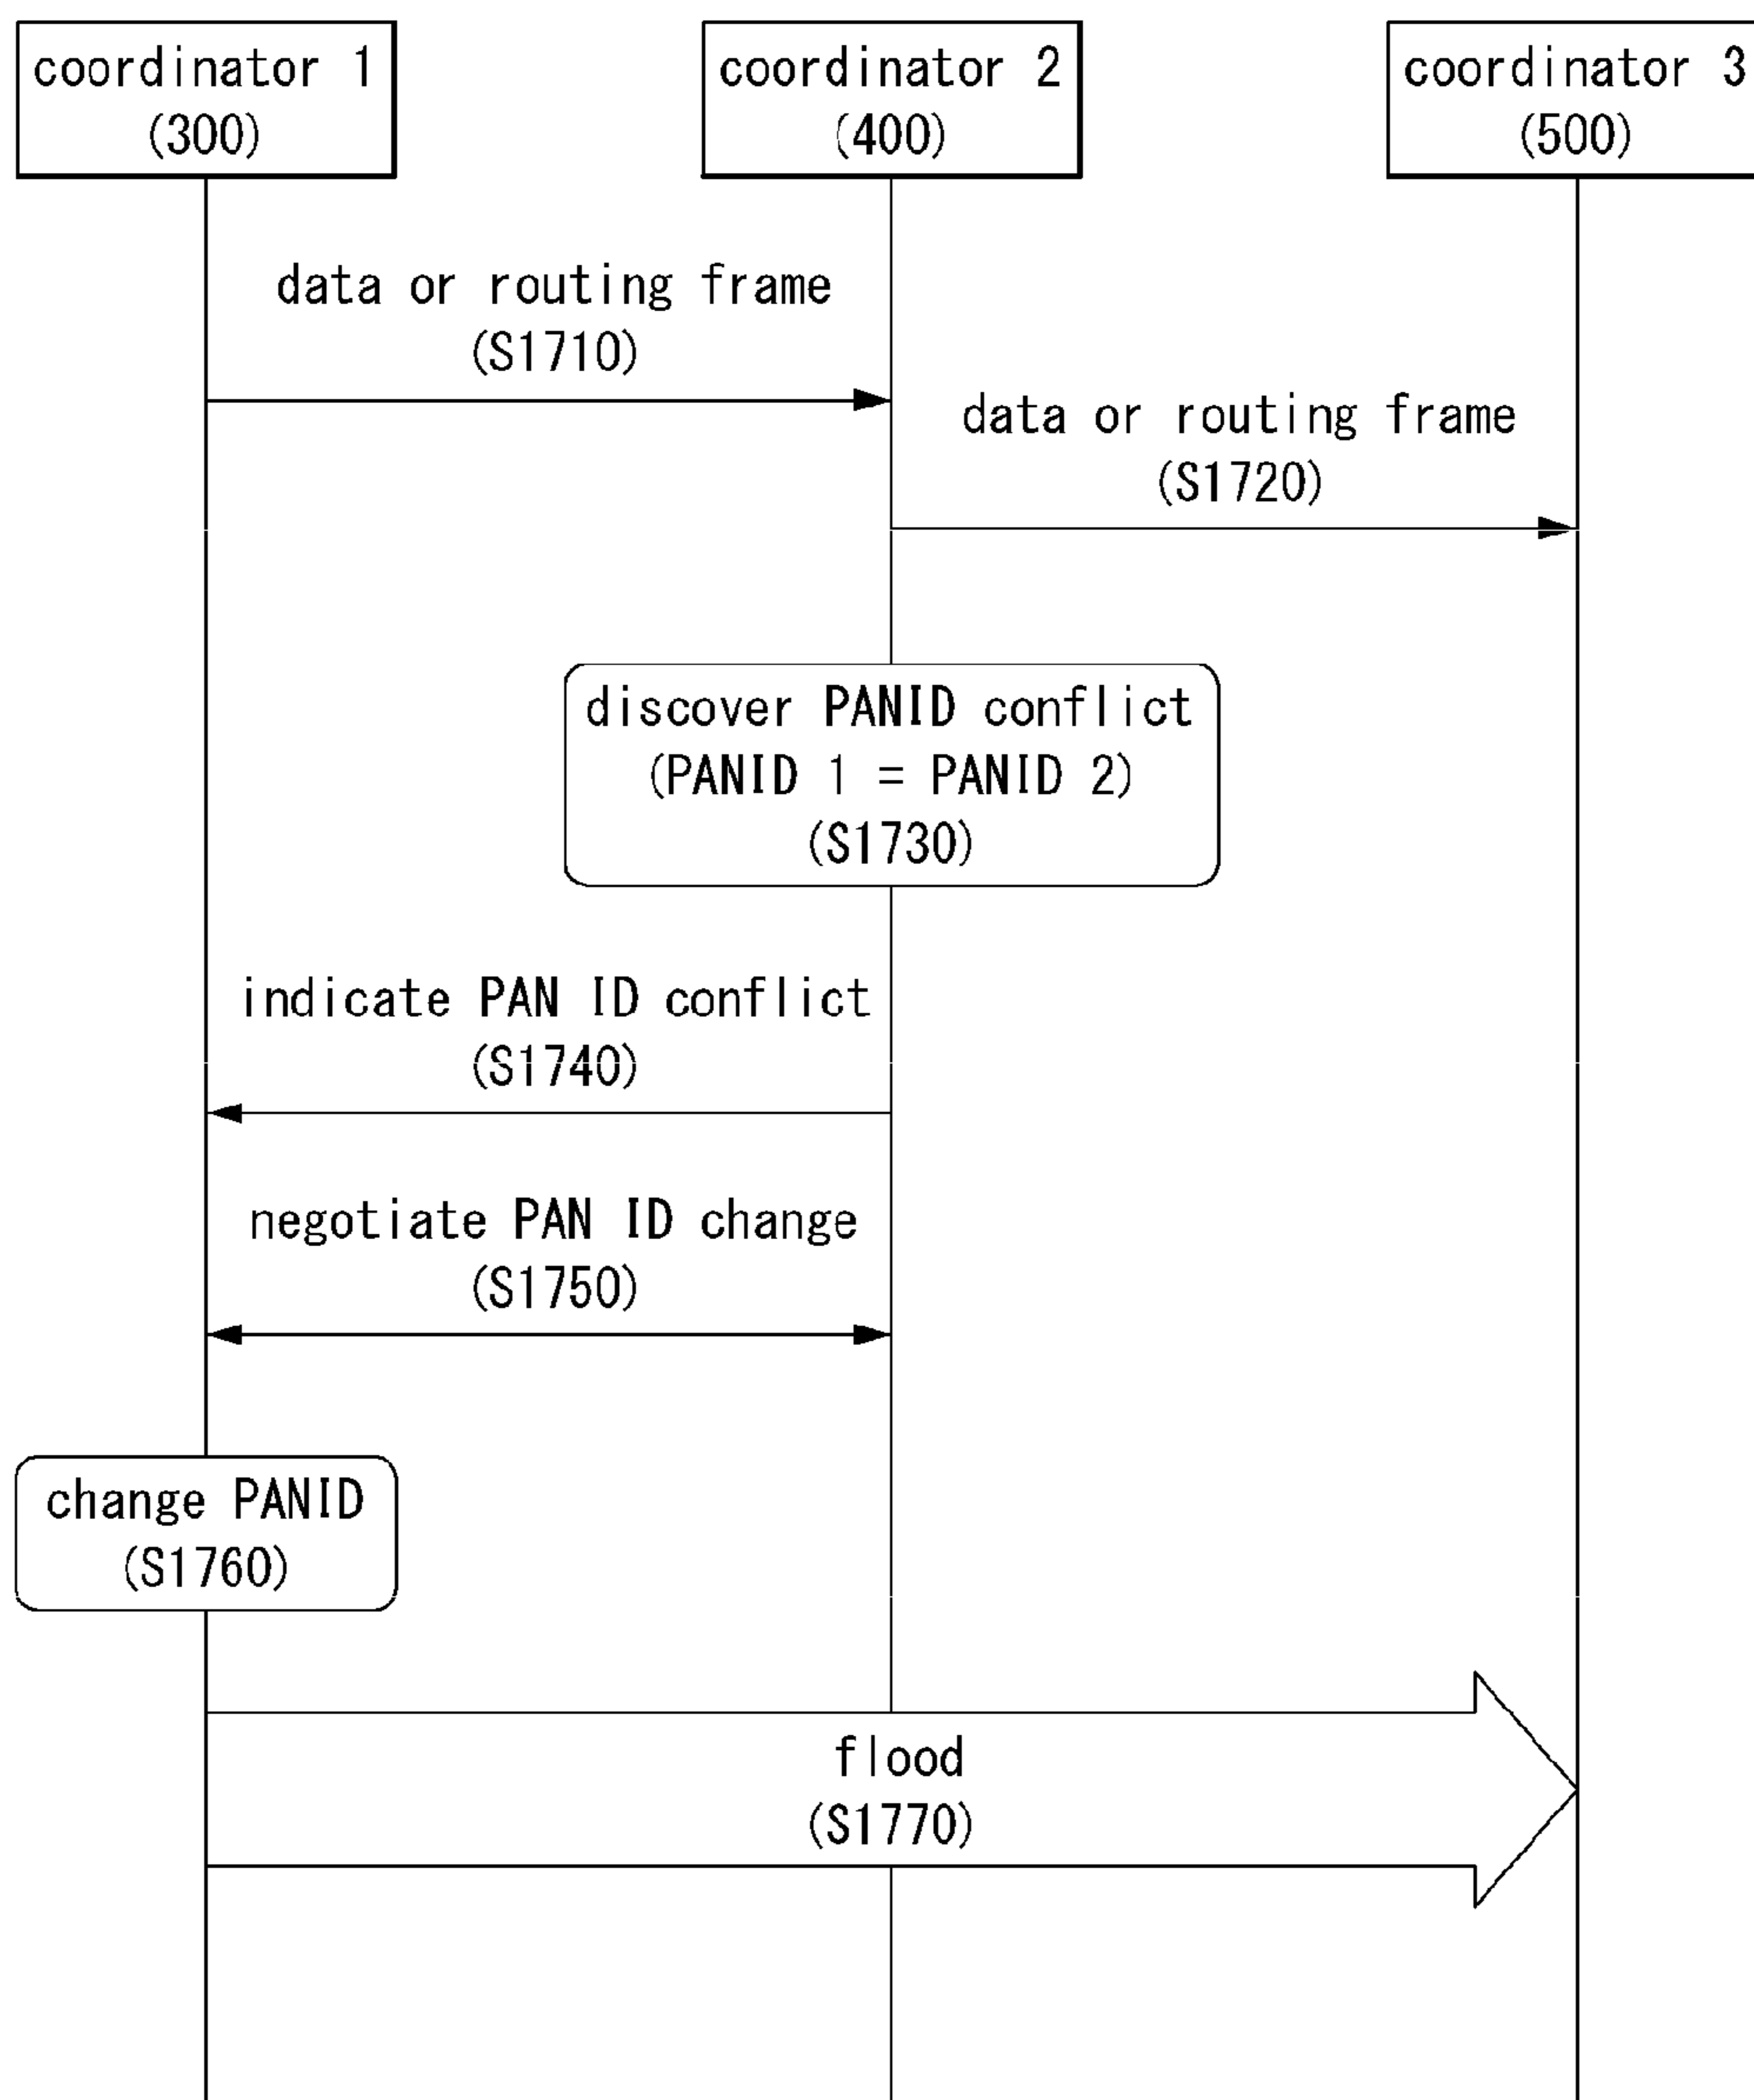 coordinator 1
(300)
coordinator 2
(400)
coordinator 3
(500)
data or routing frame
(S1710)
data or routing frame
(S1720)
discover PANID conflict
(PANID 1 = PANID 2)
(S1730)
indicate PAN ID conflict
(S1740)
negotiate PAN ID change
(S1750)
change PANID
(S1760)
flood
(S1770)